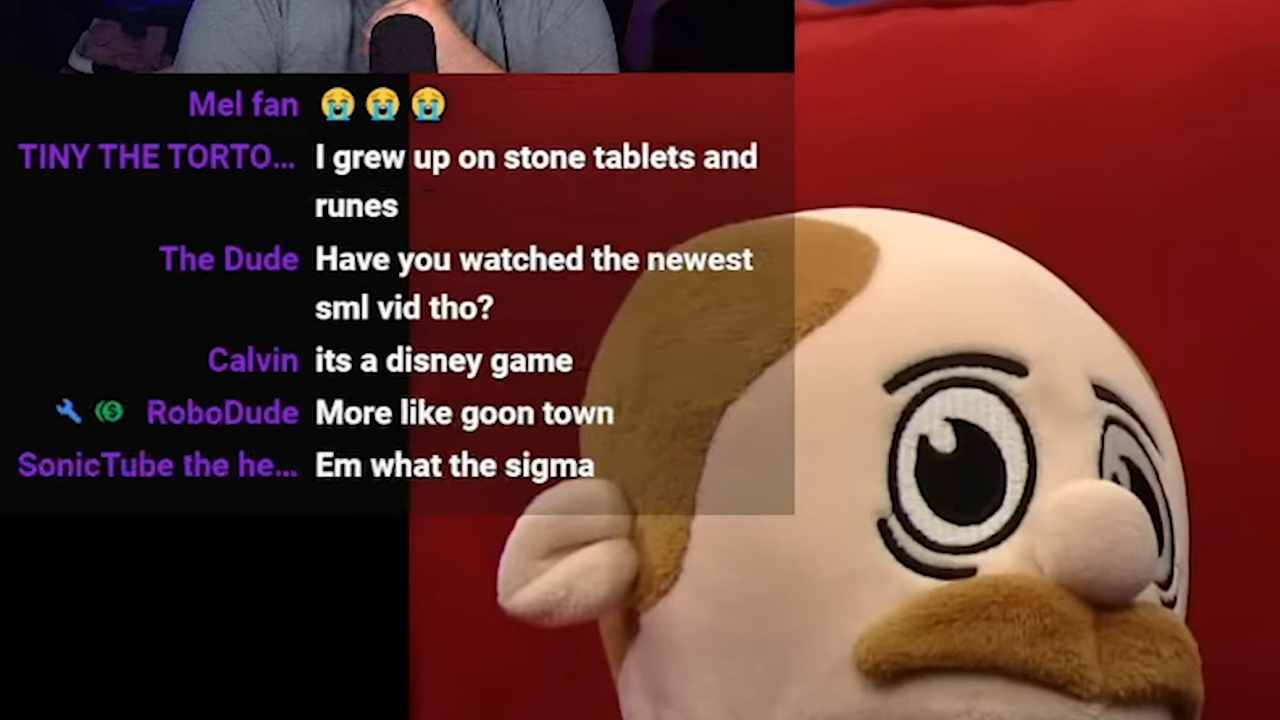 Mel fan 😭 😭 😭
TINY THE TORTO... I grew up on stone tablets and
runes
The Dude Have you watched the newest
sml vid tho?
Calvin its a disney game
RoboDude More like goon town
SonicTube the he... Em what the sigma